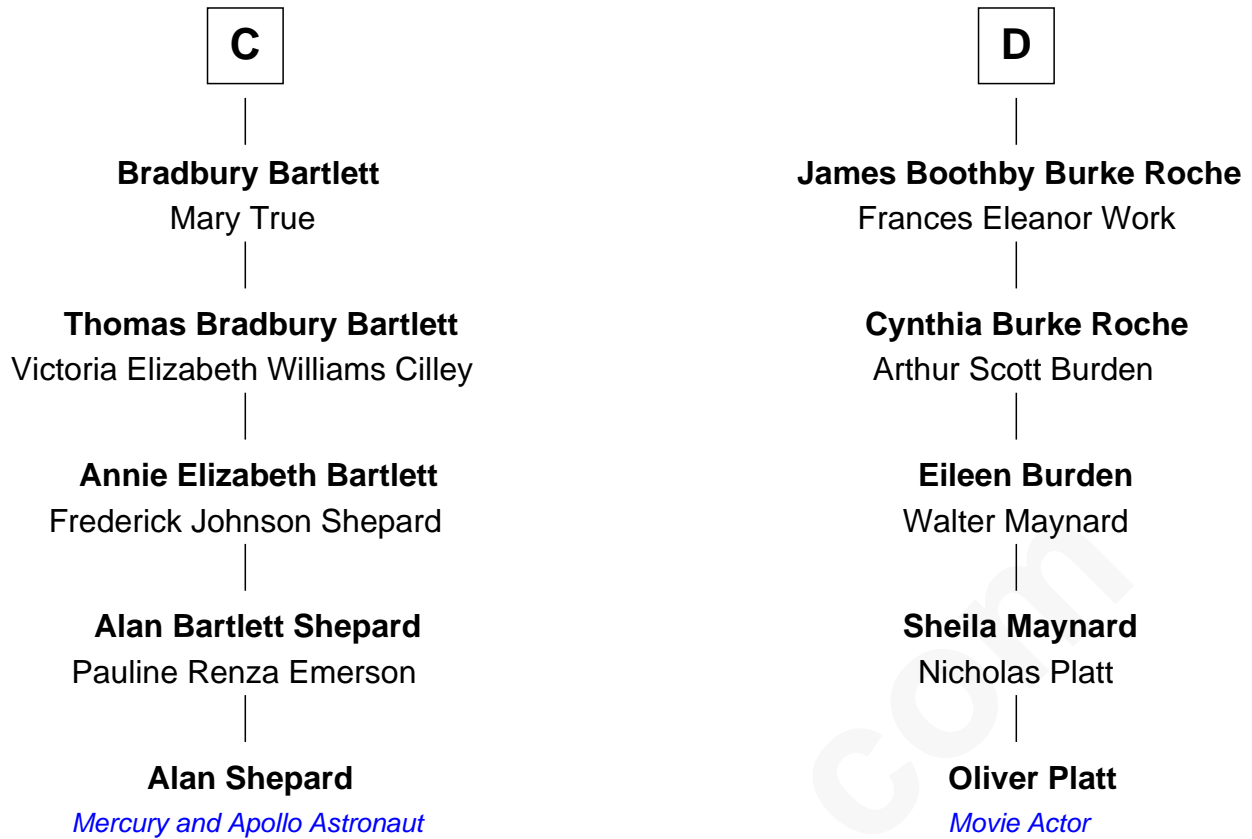 C
Bradbury Bartlett
Mary True
Thomas Bradbury Bartlett
Victoria Elizabeth Williams Cilley
Annie Elizabeth Bartlett
Frederick Johnson Shepard
Alan Bartlett Shepard
Pauline Renza Emerson
Alan Shepard
Mercury and Apollo Astronaut
D
James Boothby Burke Roche
Frances Eleanor Work
Cynthia Burke Roche
Arthur Scott Burden
Eileen Burden
Walter Maynard
Sheila Maynard
Nicholas Platt
Oliver Platt
Movie Actor
com